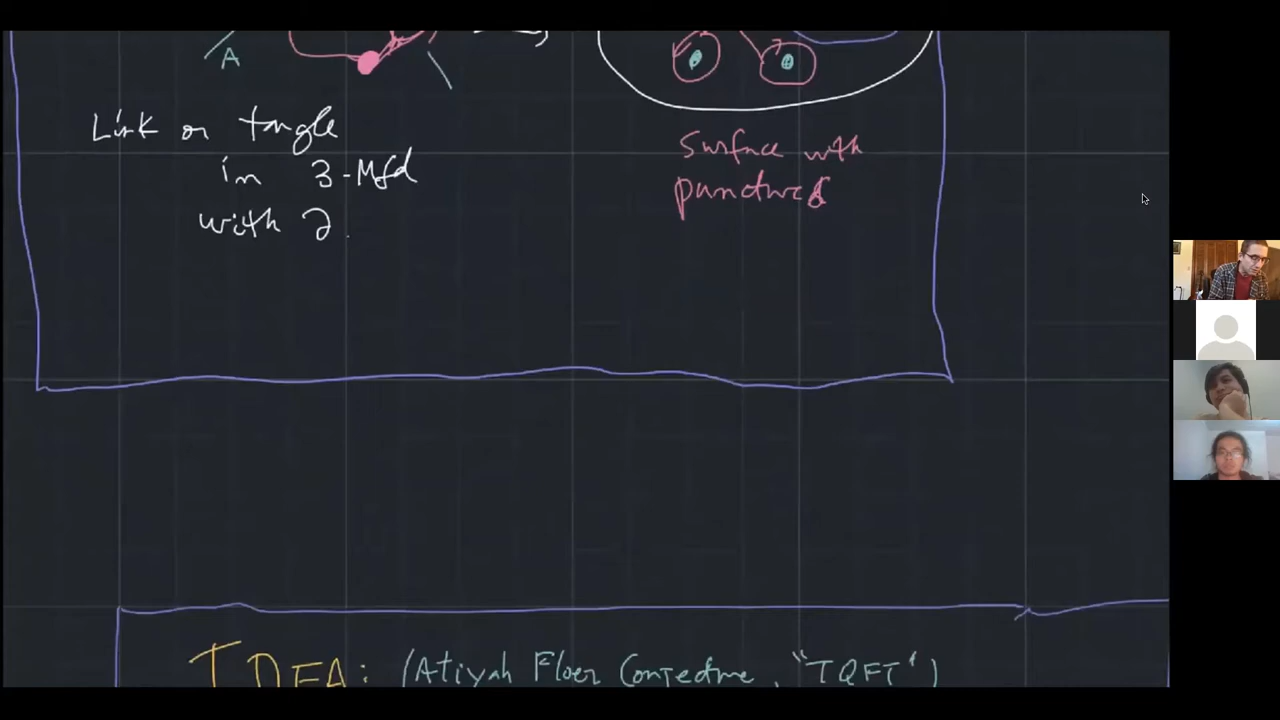 A
Link or tangle
in 3-Mfd
with ∂
Surface with
punctures
IDEA: (Atiyah Floer Conjecture, "TQFT")